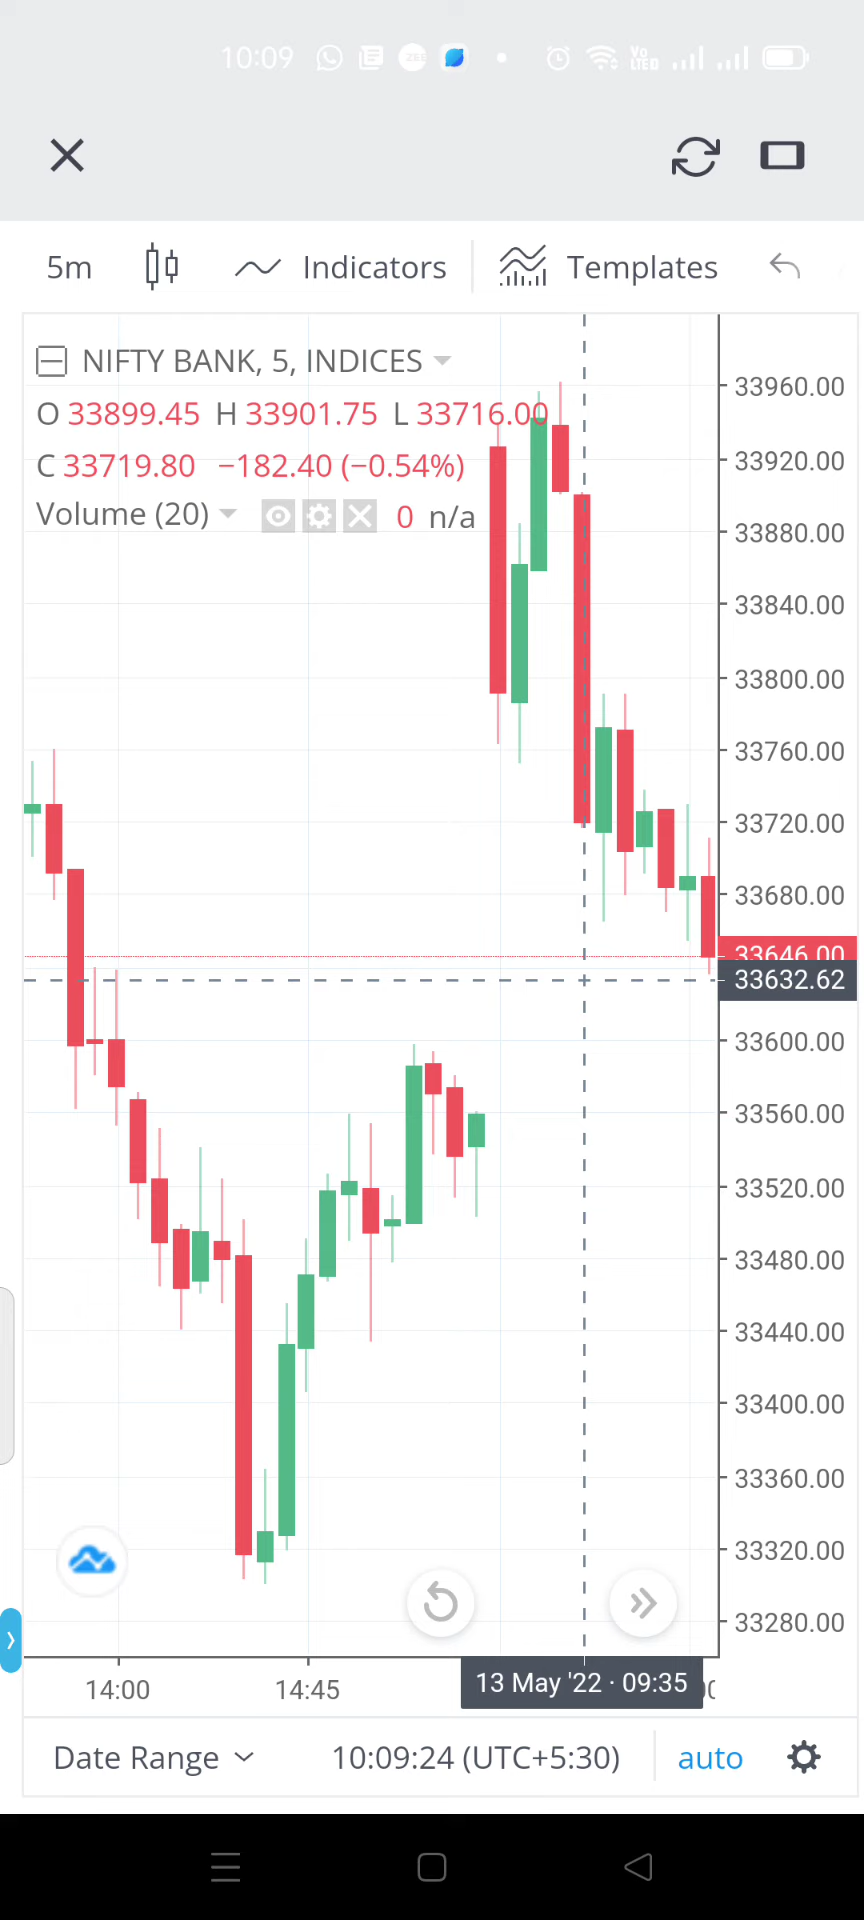 10:09 VoLTED
5m Indicators Templates
NIFTY BANK, 5, INDICES
O 33899.45 H 33901.75 L 33716.00
C 33719.80 −182.40 (−0.54%)
Volume (20) 0 n/a
33960.00
33920.00
33880.00
33840.00
33800.00
33760.00
33720.00
33680.00
33646.00
33632.62
33600.00
33560.00
33520.00
33480.00
33440.00
33400.00
33360.00
33320.00
33280.00
14:00 14:45 13 May '22 · 09:35
Date Range 10:09:24 (UTC+5:30) auto